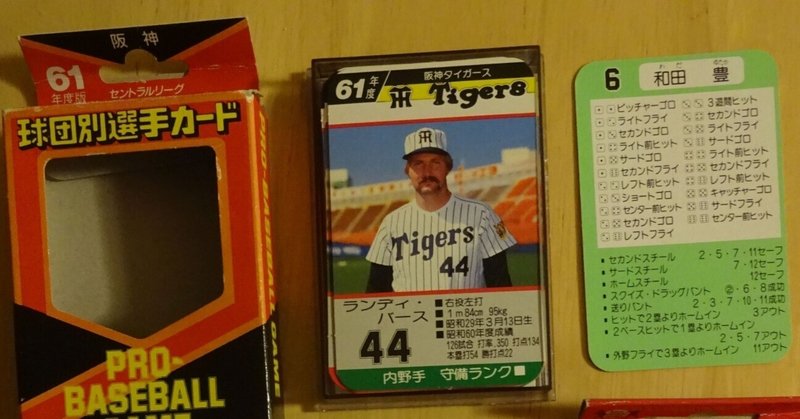 阪神
61
年度版
セントラルリーグ
球団別選手カード
PRO-
BASEBALL
GAME
61年度
阪神タイガース
Tigers
Tigers
44
ランディ・
バース
44
■右投左打
■1m84cm 95kg
■昭和29年3月13日生
■昭和60年度成績
126試合 打率.350 打点134
本塁打54 勝打点22
内野手 守備ランク
6
わだ ゆたか
和田 豊
ピッチャーゴロ
ライトフライ
セカンドゴロ
ライト前ヒット
サードゴロ
セカンドフライ
レフト前ヒット
ショートゴロ
センター前ヒット
セカンドゴロ
レフトフライ
3遊間ヒット
セカンドゴロ
ライトフライ
サードゴロ
ライト前ヒット
セカンドフライ
レフト前ヒット
キャッチャーゴロ
サードフライ
センター前ヒット
・セカンドスチール 2・5・7・11セーフ
・サードスチール 7・12セーフ
・ホームスチール 12セーフ
・スクイズ・ドラッグバント ②・6・8成功
・送りバント 2・3・7・10・11成功
・ヒットで2塁よりホームイン 3アウト
・2ベースヒットで1塁よりホームイン
2・5・7アウト
・外野フライで3塁よりホームイン 11アウト